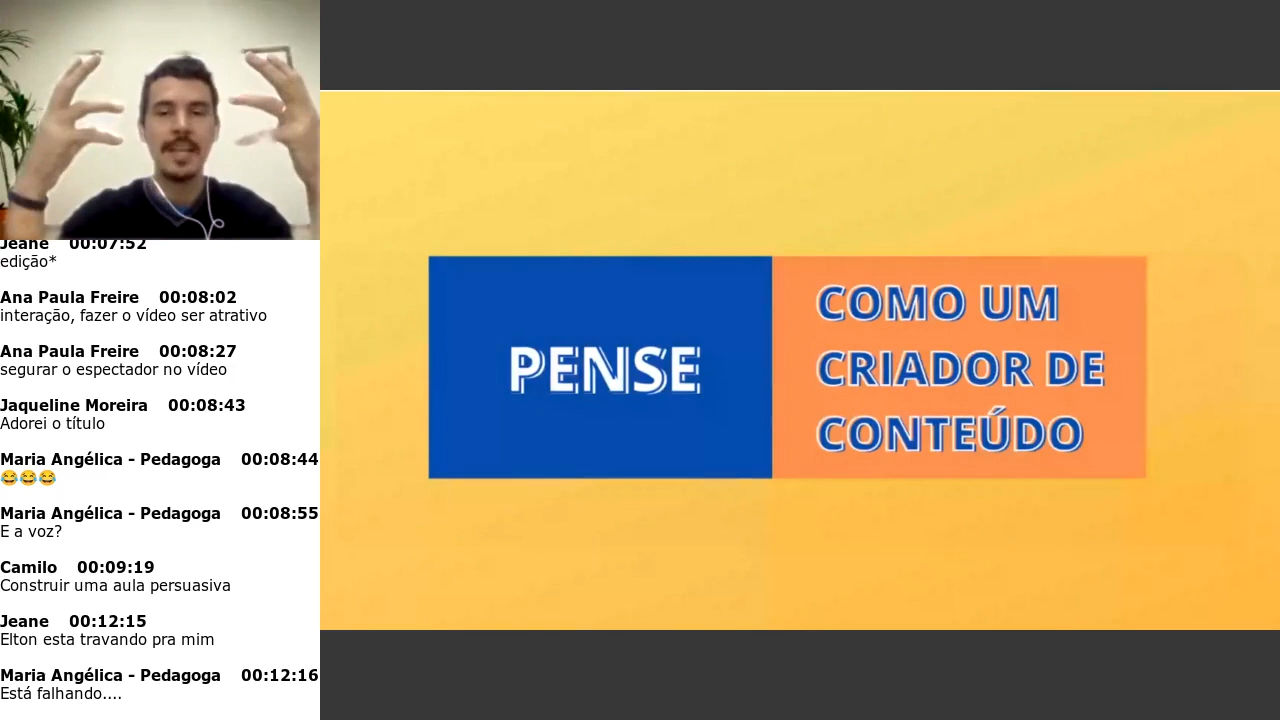 Jeane 00:07:52
edição*
Ana Paula Freire 00:08:02
interação, fazer o vídeo ser atrativo
Ana Paula Freire 00:08:27
segurar o espectador no vídeo
Jaqueline Moreira 00:08:43
Adorei o título
Maria Angélica - Pedagoga 00:08:44
😂😂😂
Maria Angélica - Pedagoga 00:08:55
E a voz?
Camilo 00:09:19
Construir uma aula persuasiva
Jeane 00:12:15
Elton esta travando pra mim
Maria Angélica - Pedagoga 00:12:16
Está falhando....
PENSE
COMO UM
CRIADOR DE
CONTEÚDO